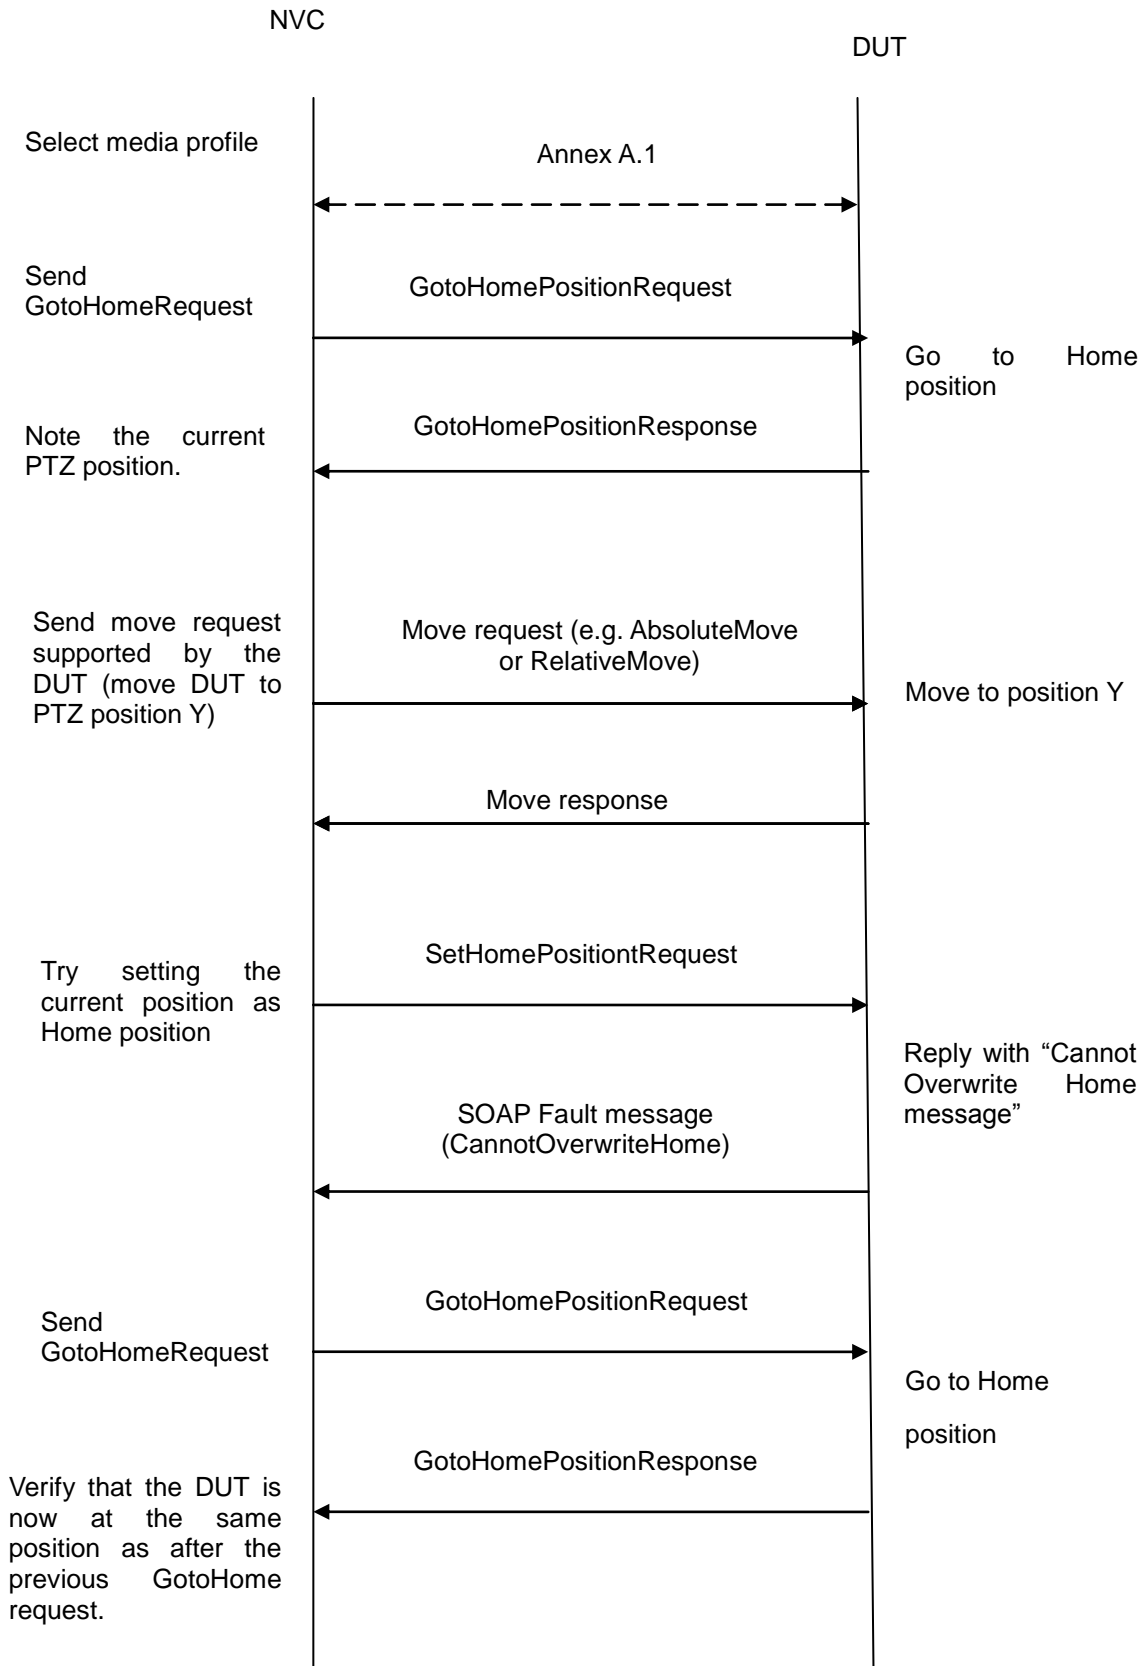 NVC
DUT
Select media profile
Annex A.1
Send
GotoHomeRequest
GotoHomePositionRequest
Go to Home
position
Note the current
PTZ position.
GotoHomePositionResponse
Send move request
supported by the
DUT (move DUT to
PTZ position Y)
Move request (e.g. AbsoluteMove
or RelativeMove)
Move to position Y
Move response
Try setting the
current position as
Home position
SetHomePositiontRequest
Reply with “Cannot
Overwrite Home
message”
SOAP Fault message
(CannotOverwriteHome)
Send
GotoHomeRequest
GotoHomePositionRequest
Go to Home
position
GotoHomePositionResponse
Verify that the DUT is
now at the same
position as after the
previous GotoHome
request.